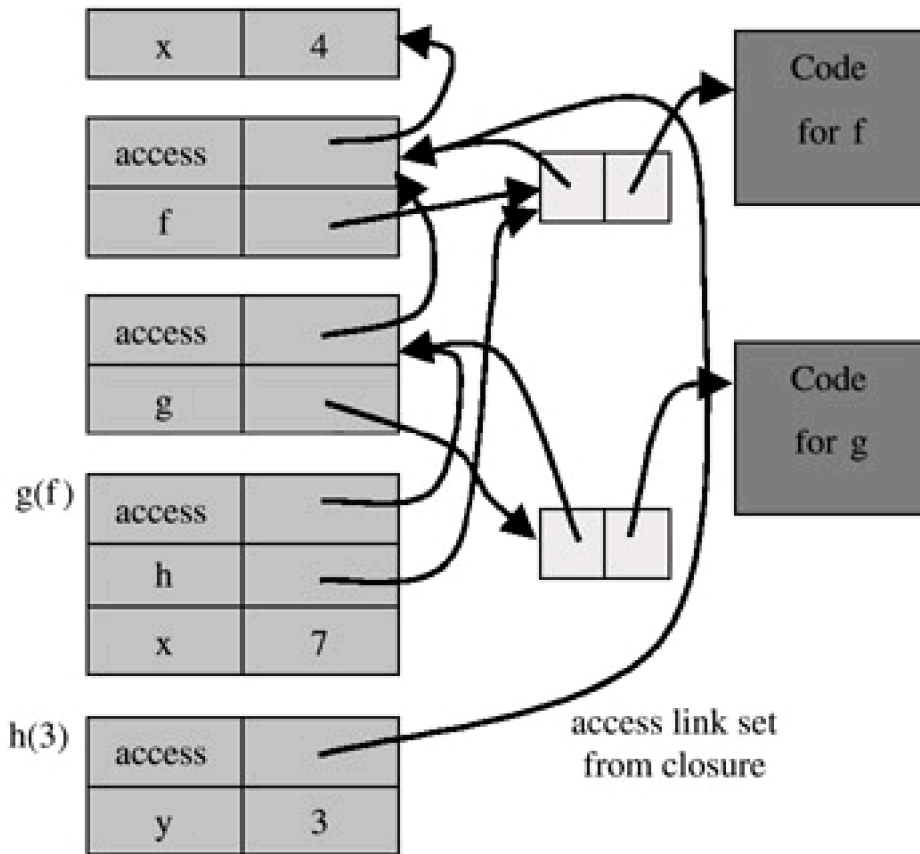 x 4
access
f
access
g
g(f)
access
h
x 7
h(3)
access
y 3
Code
for f
Code
for g
access link set
from closure